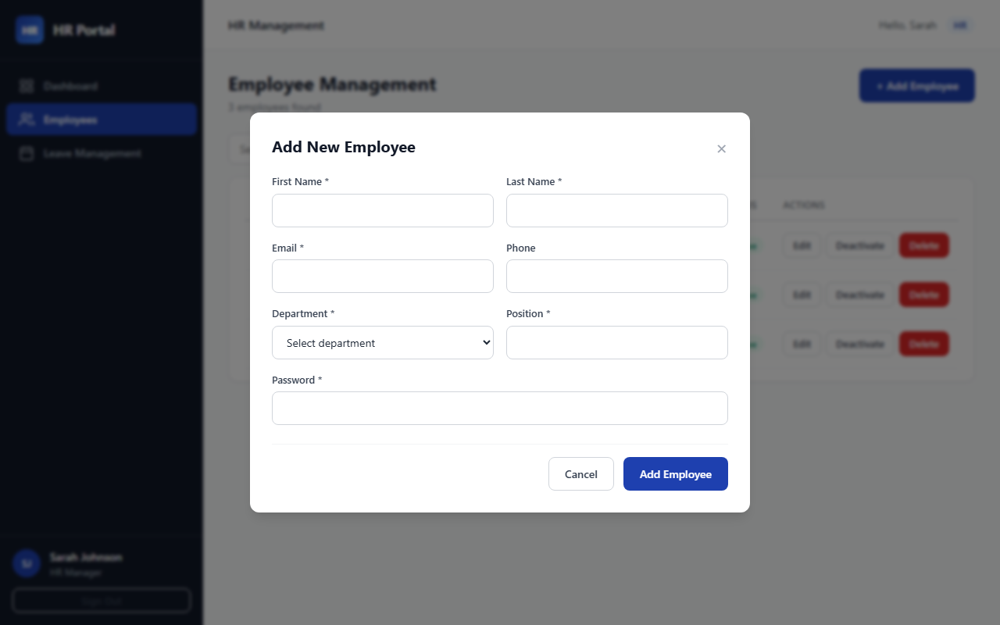 HR
HR Portal
HR Management
Hello, Sarah
HR
Dashboard
Employees
Leave Management
Employee Management
3 employees found
+ Add Employee
ACTIONS
Edit
Deactivate
Delete
Edit
Deactivate
Delete
Edit
Deactivate
Delete
Add New Employee
×
First Name *
Last Name *
Email *
Phone
Department *
Position *
Select department
Password *
Cancel
Add Employee
SJ
Sarah Johnson
HR Manager
Sign Out